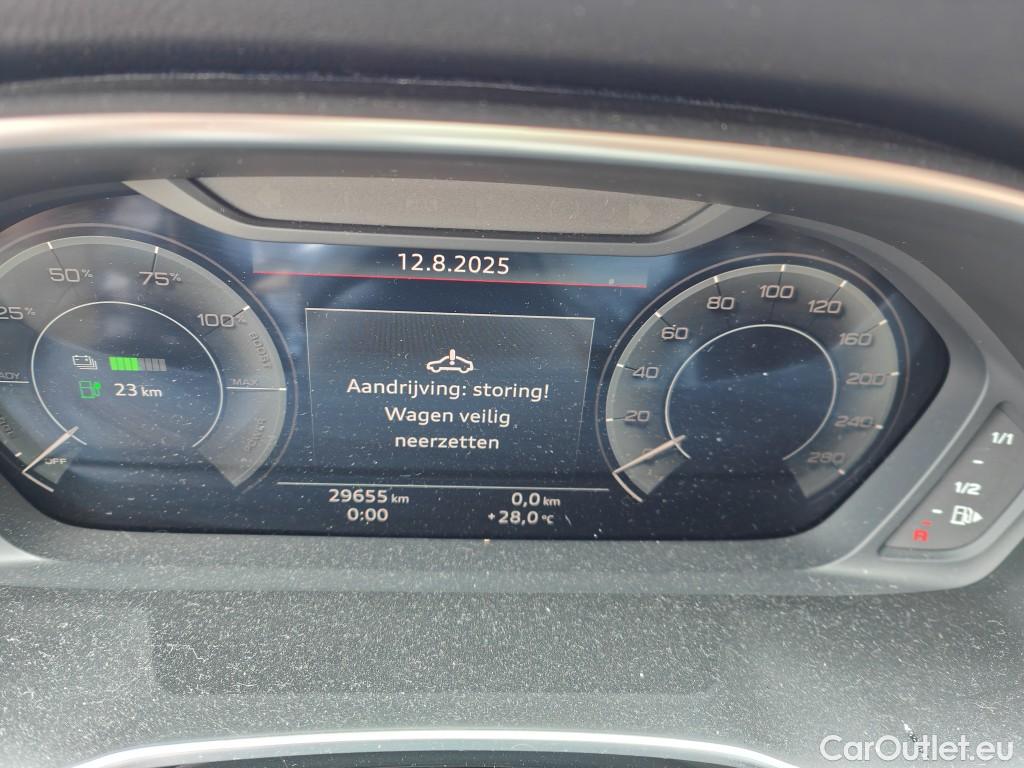 12.8.2025
50%
75%
25%
100%
BOOST
MAX
READY
23 km
OFF
Aandrijving: storing!
Wagen veilig
neerzetten
29655 km
0,0 km
0:00
+28,0 °C
20
40
60
80
100
120
160
200
240
280
1/1
1/2
R
CarOutlet.eu